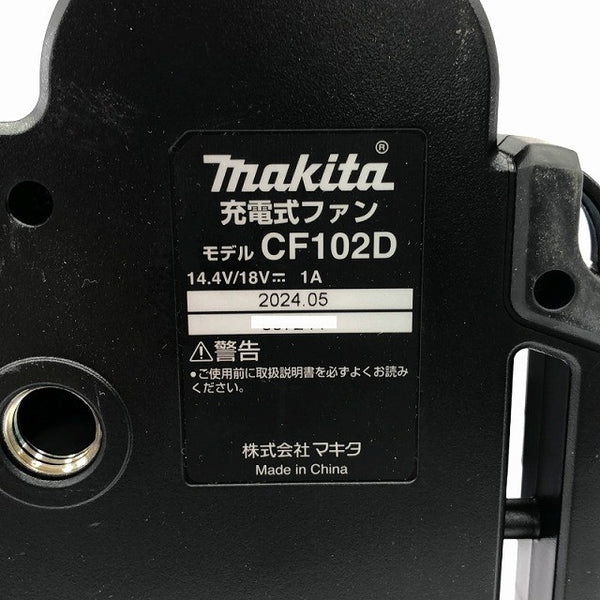 makita®
充電式ファン
モデル CF102D
14.4V/18V⎓ 1A
2024.05
⚠警告
●ご使用前に取扱説明書を必ずよくお読み
ください。
株式会社 マキタ
Made in China